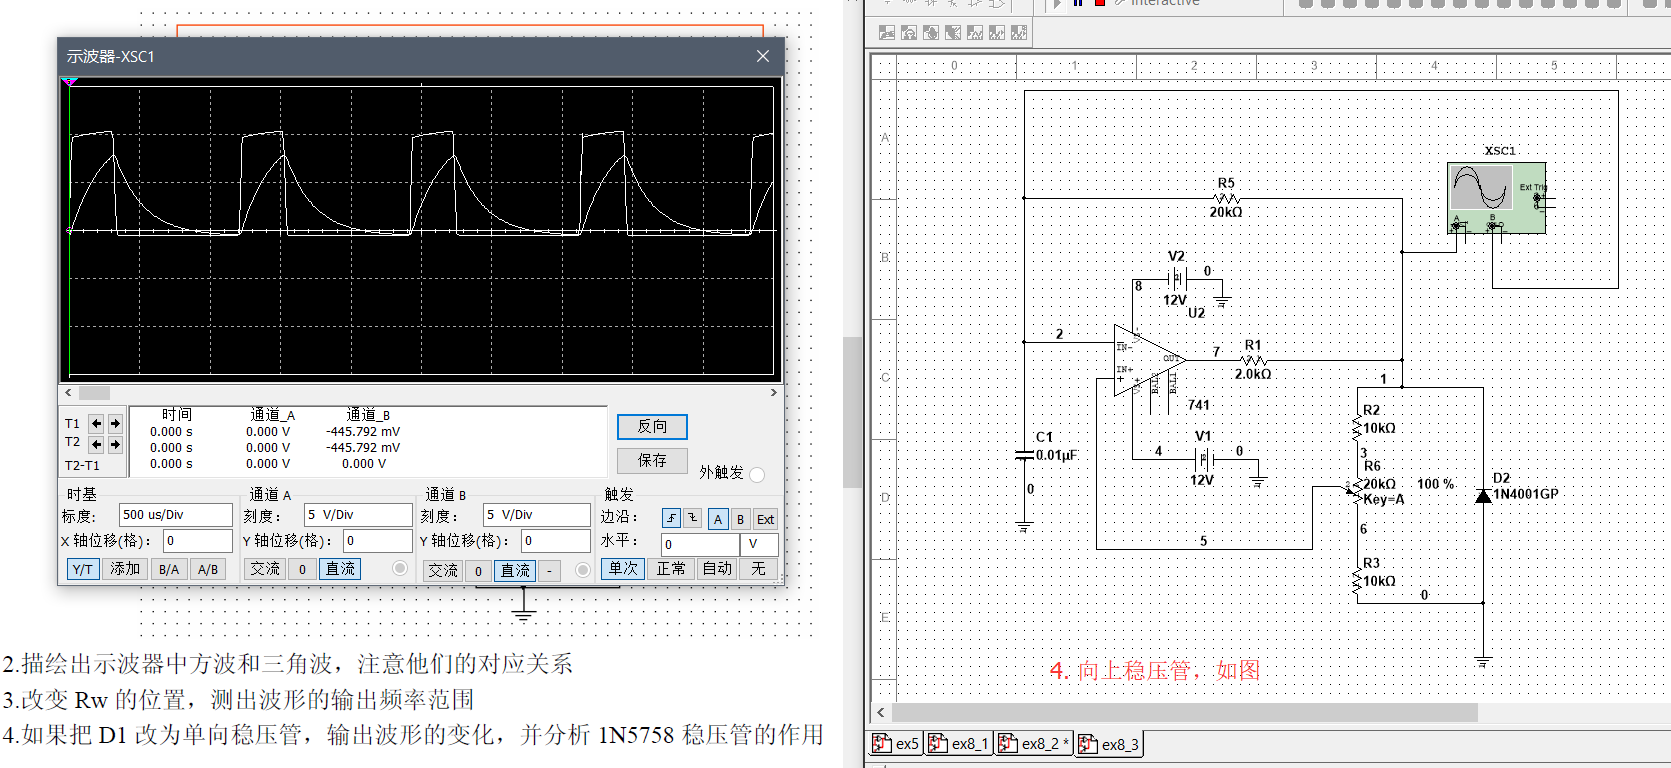 示波器-XSC1
时间 通道_A 通道_B
T1 0.000 s 0.000 V -445.792 mV
T2 0.000 s 0.000 V -445.792 mV
T2-T1 0.000 s 0.000 V 0.000 V
反向
保存
外触发
时基
标度: 500 us/Div
X 轴位移(格): 0
Y/T 添加 B/A A/B
通道 A
刻度: 5 V/Div
Y 轴位移(格): 0
交流 0 直流
通道 B
刻度: 5 V/Div
Y 轴位移(格): 0
交流 0 直流 -
触发
边沿: A B Ext
水平: 0 V
单次 正常 自动 无
2.描绘出示波器中方波和三角波，注意他们的对应关系
3.改变 Rw 的位置，测出波形的输出频率范围
4.如果把 D1 改为单向稳压管，输出波形的变化，并分析 1N5758 稳压管的作用
Interactive
0 1 2 3 4 5
A
B
C
D
E
XSC1
Ext Trig
A B
R5
20kΩ
V2
8 0
12V
U2
2
IN-
IN+
OUT
BAL2
BAL1
741
7
R1
2.0kΩ
1
R2
10kΩ
3
R6
20kΩ 100 %
Key=A
6
R3
10kΩ
0
D2
1N4001GP
C1
0.01µF
0
V1
4 0
12V
5
4. 向上稳压管，如图
ex5 ex8_1 ex8_2 * ex8_3